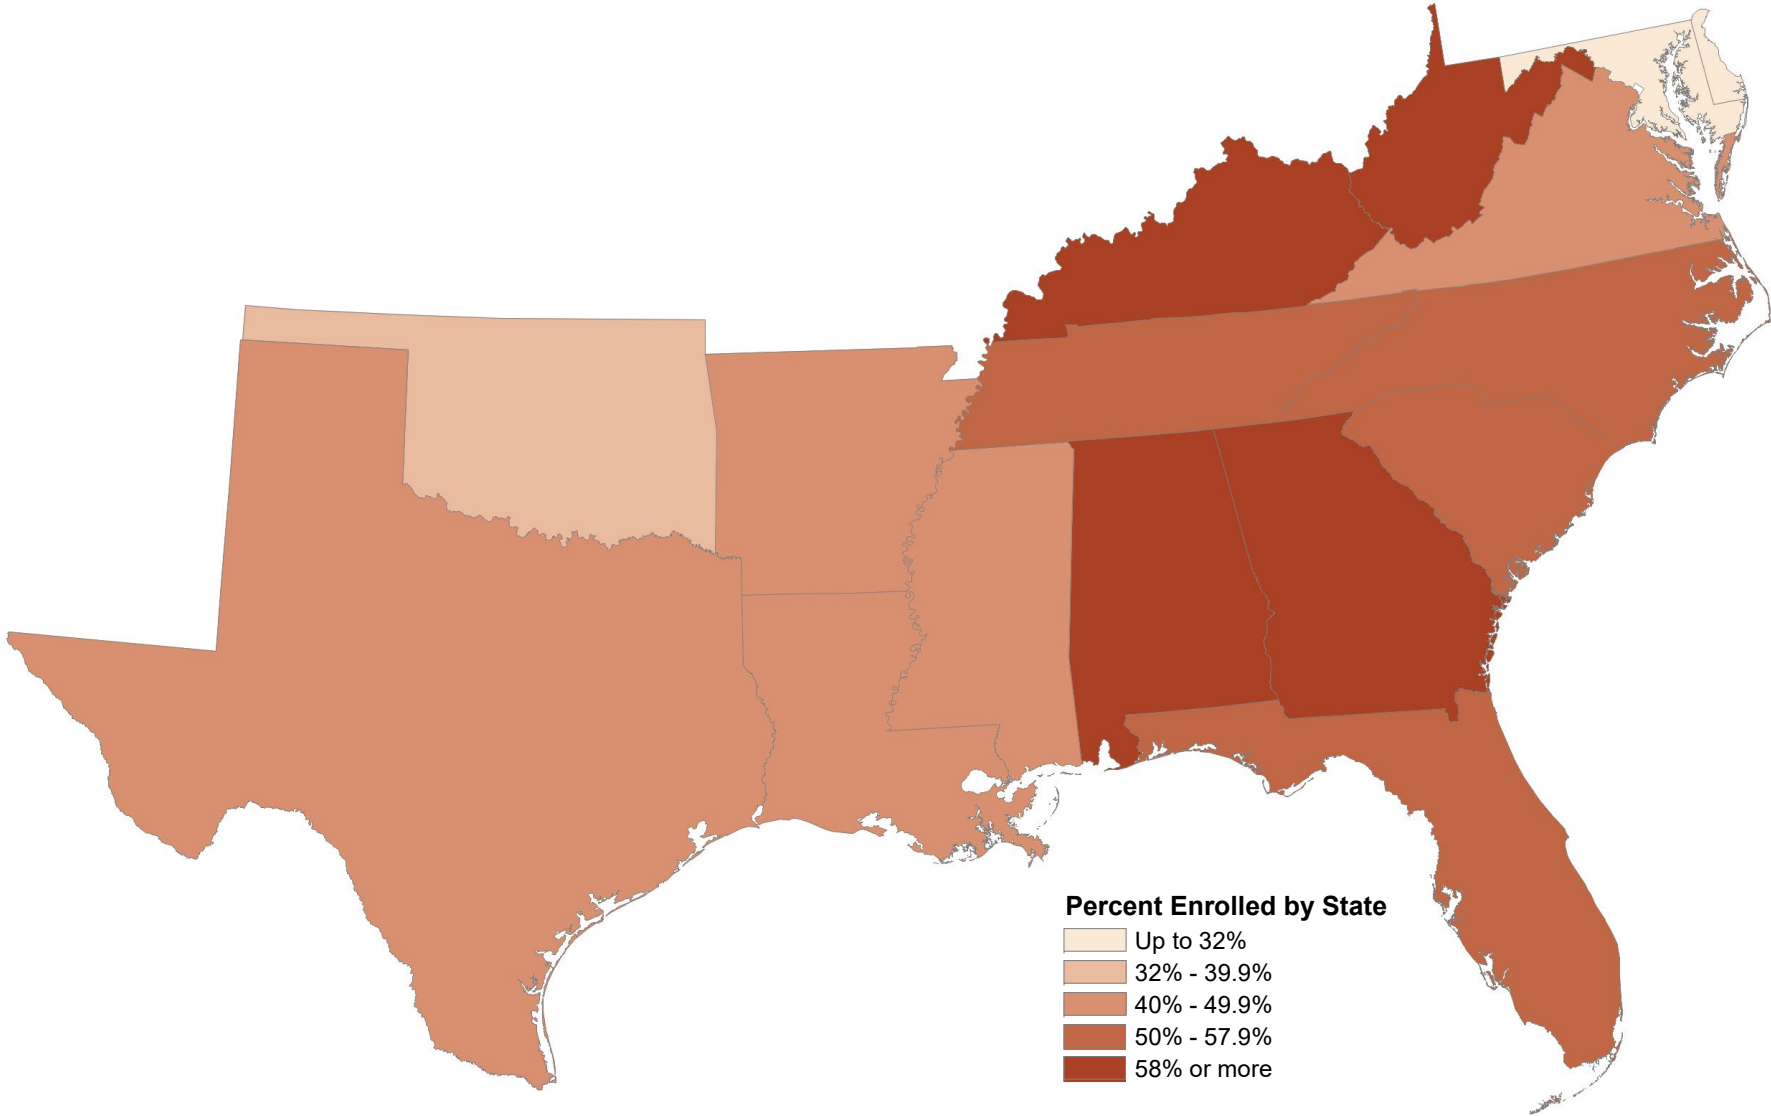 Percent Enrolled by State
Up to 32%
32% - 39.9%
40% - 49.9%
50% - 57.9%
58% or more